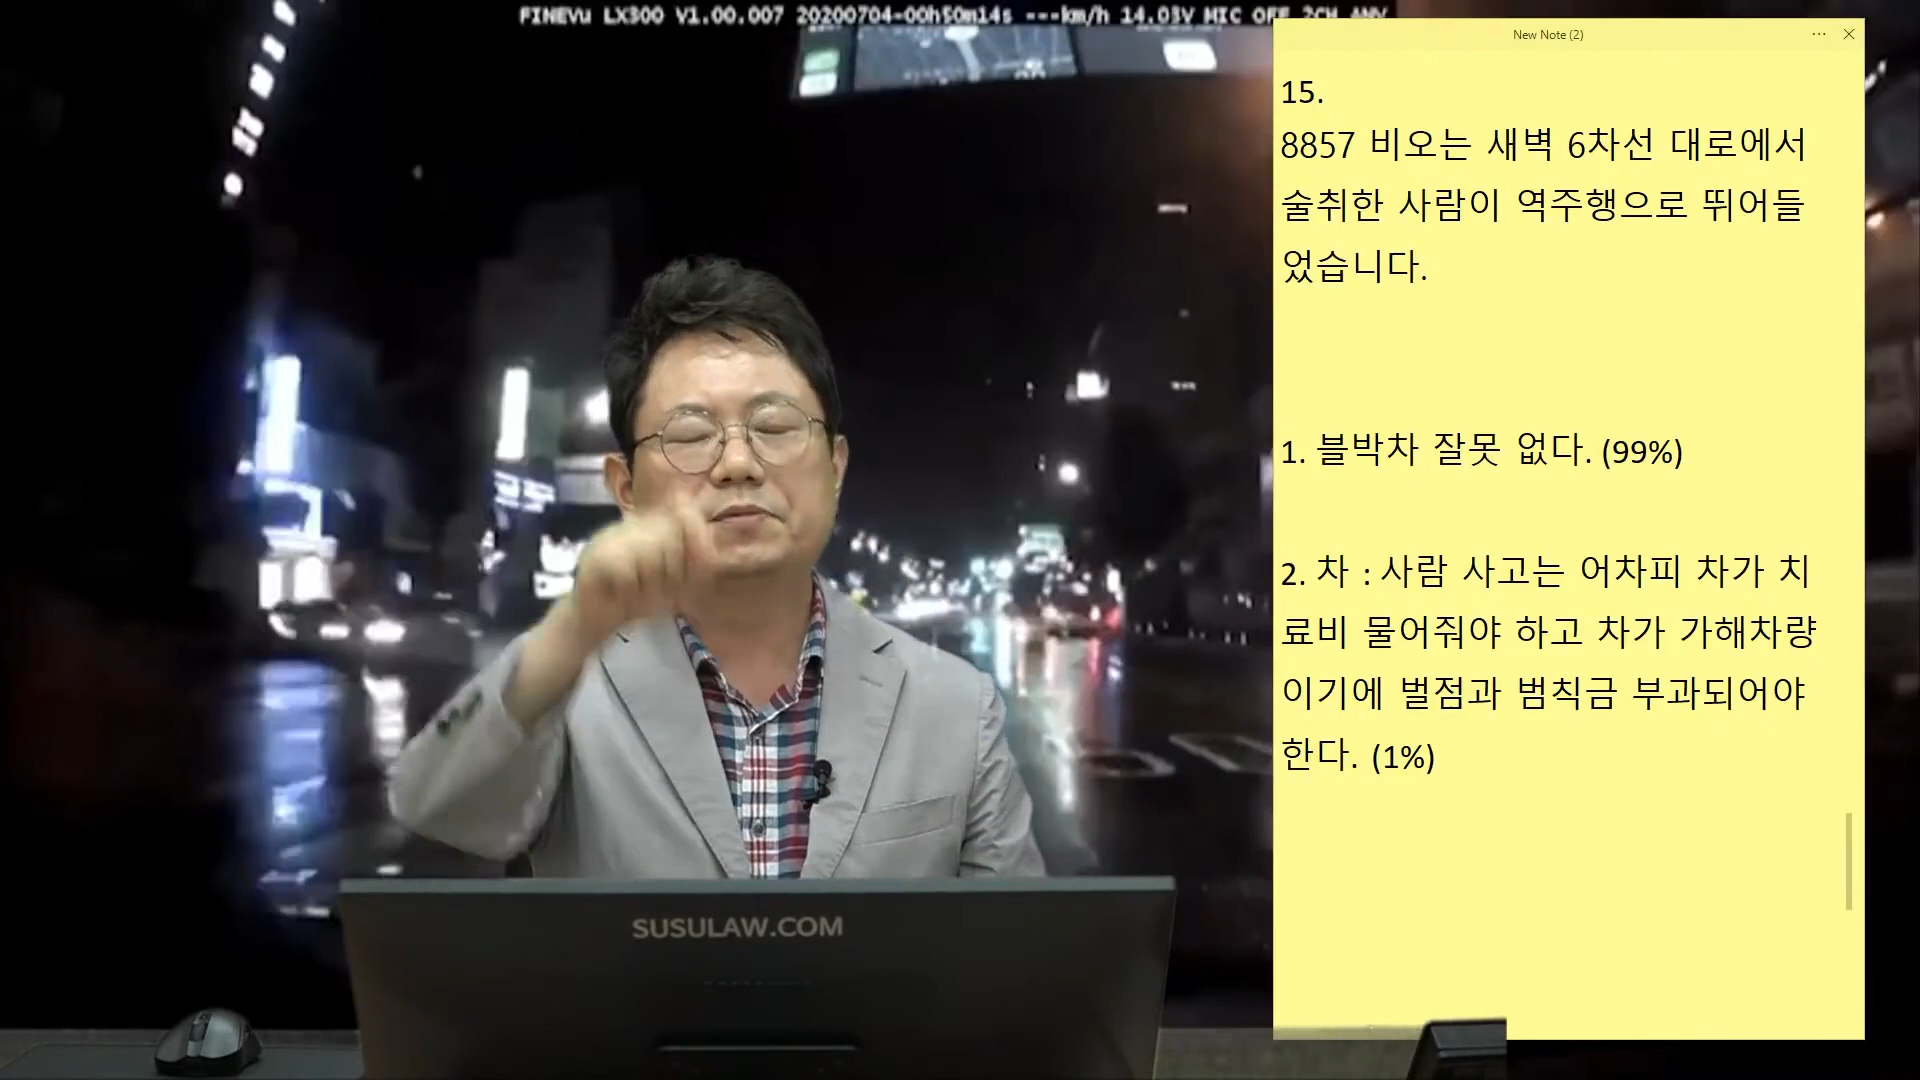 FINEVu LX300 V1.00.007 20200704-00h50m14s ---km/h 14.03V MIC OFF 2CH ANV
New Note (2)
15.
8857 비오는 새벽 6차선 대로에서
술취한 사람이 역주행으로 뛰어들
었습니다.
1. 블박차 잘못 없다. (99%)
2. 차 : 사람 사고는 어차피 차가 치
료비 물어줘야 하고 차가 가해차량
이기에 벌점과 범칙금 부과되어야
한다. (1%)
SUSULAW.COM